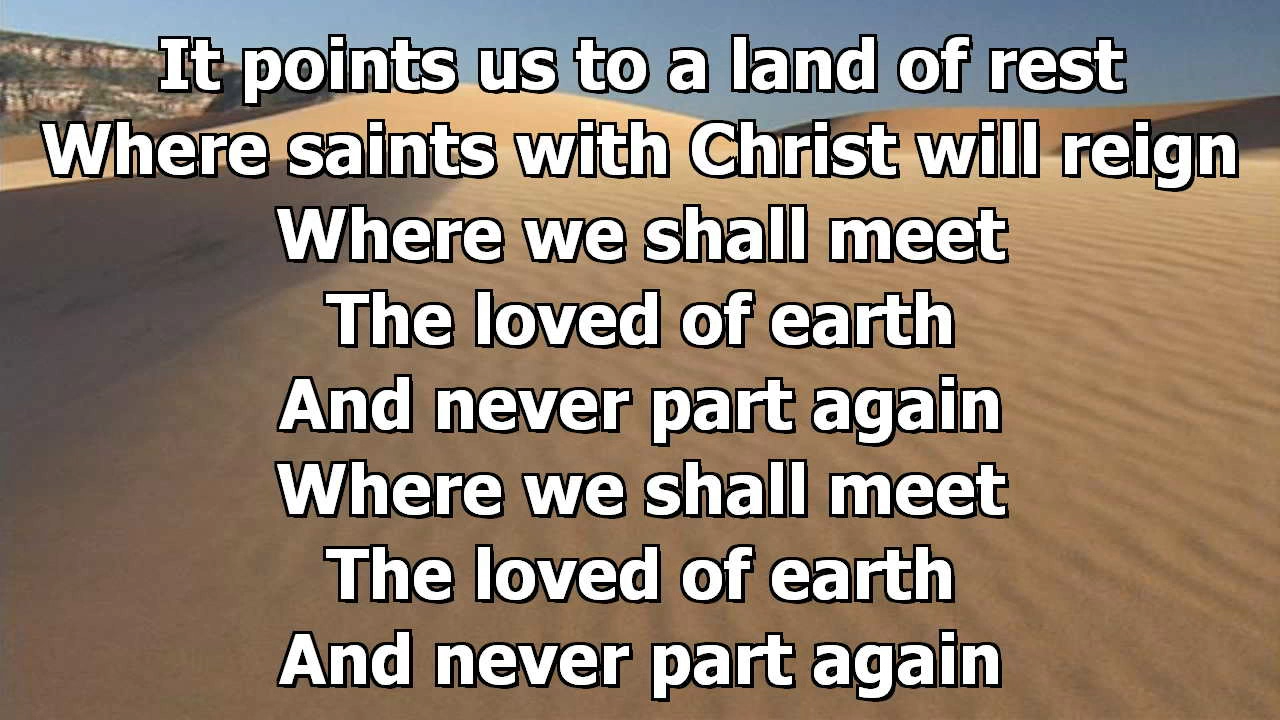 It points us to a land of rest
Where saints with Christ will reign
Where we shall meet
The loved of earth
And never part again
Where we shall meet
The loved of earth
And never part again